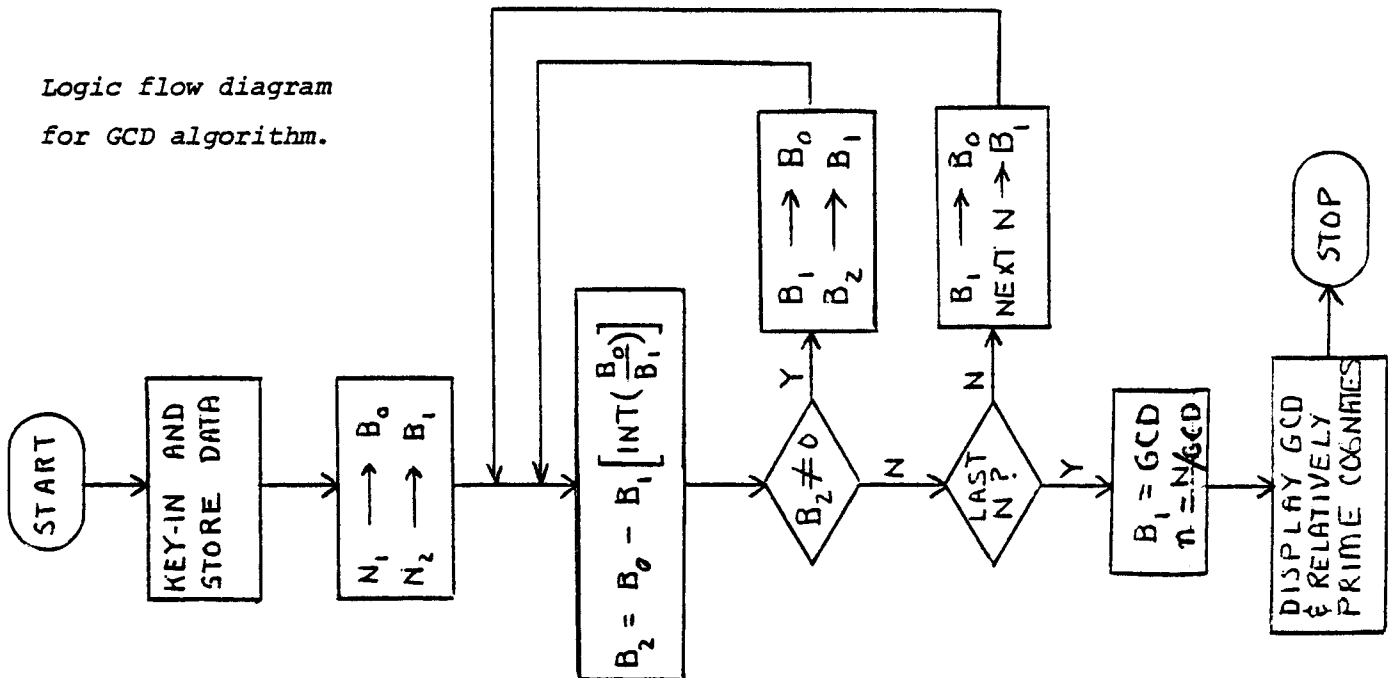 Logic flow diagram
for GCD algorithm.
START
KEY-IN AND
STORE DATA
N₁ → B₀
N₂ → B₁
B₂ = B₀ - B₁ [INT(B₀/B₁)]
B₂ ≠ 0
Y
N
B₁ → B₀
B₂ → B₁
LAST
N?
N
Y
B₁ → B₀
NEXT N → B₁
B₁ = GCD
n = N/GCD
DISPLAY GCD
& RELATIVELY
PRIME COGNATES
STOP